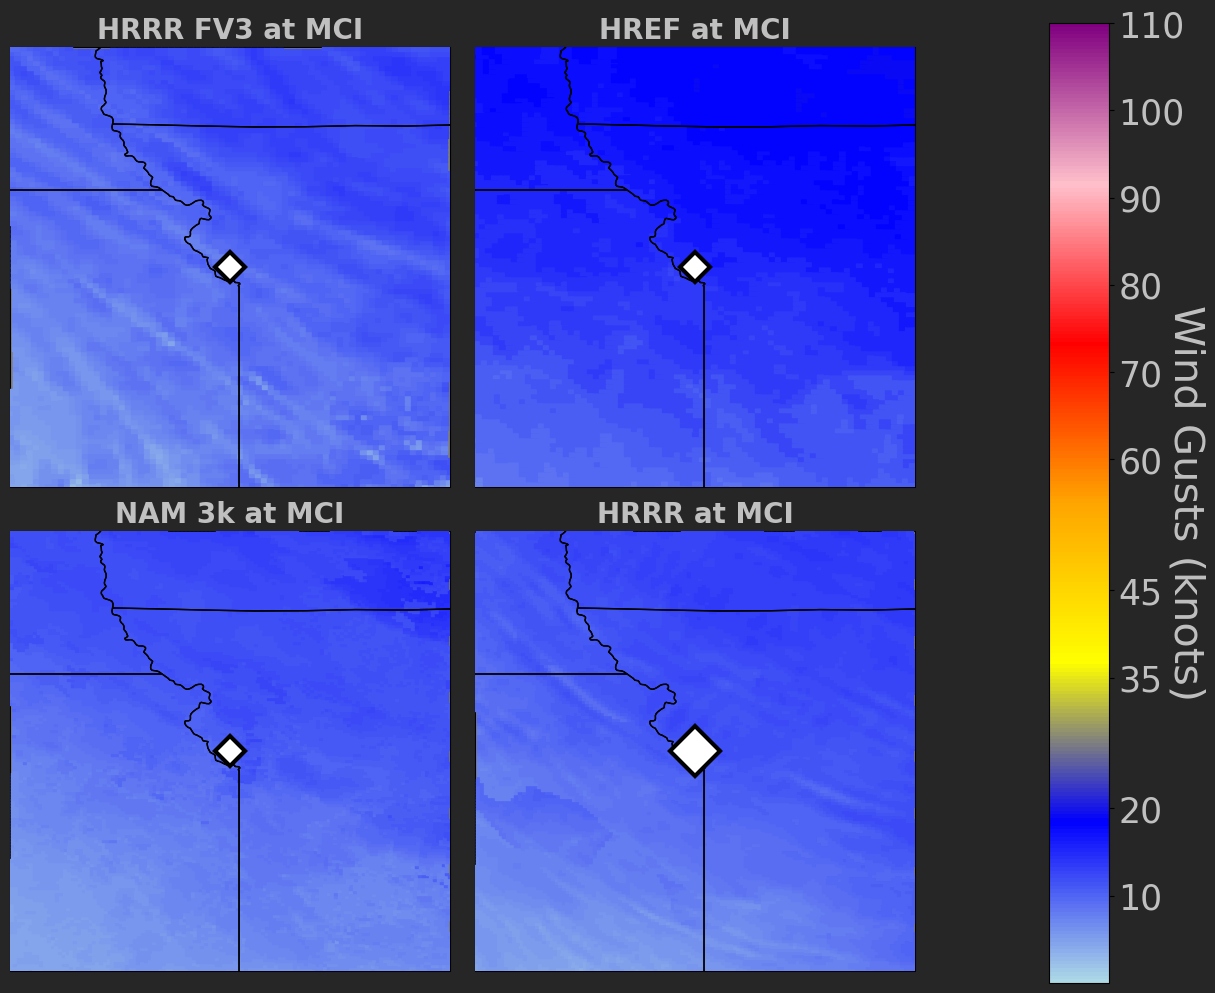 HRRR FV3 at MCI
HREF at MCI
NAM 3k at MCI
HRRR at MCI
110
100
90
80
70
60
45
35
20
10
Wind Gusts (knots)